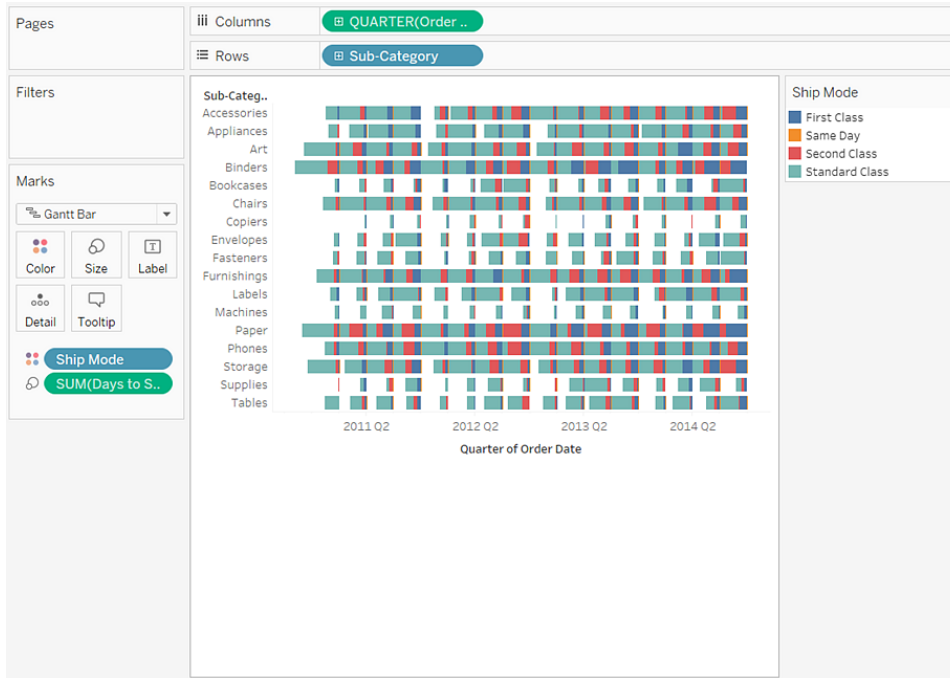 Pages
iii Columns
QUARTER(Order ..
Rows
Sub-Category
Filters
Marks
Gantt Bar
Color
Size
Label
Detail
Tooltip
Ship Mode
SUM(Days to S..
Sub-Categ..
Accessories
Appliances
Art
Binders
Bookcases
Chairs
Copiers
Envelopes
Fasteners
Furnishings
Labels
Machines
Paper
Phones
Storage
Supplies
Tables
2011 Q2 2012 Q2 2013 Q2 2014 Q2
Quarter of Order Date
Ship Mode
First Class
Same Day
Second Class
Standard Class